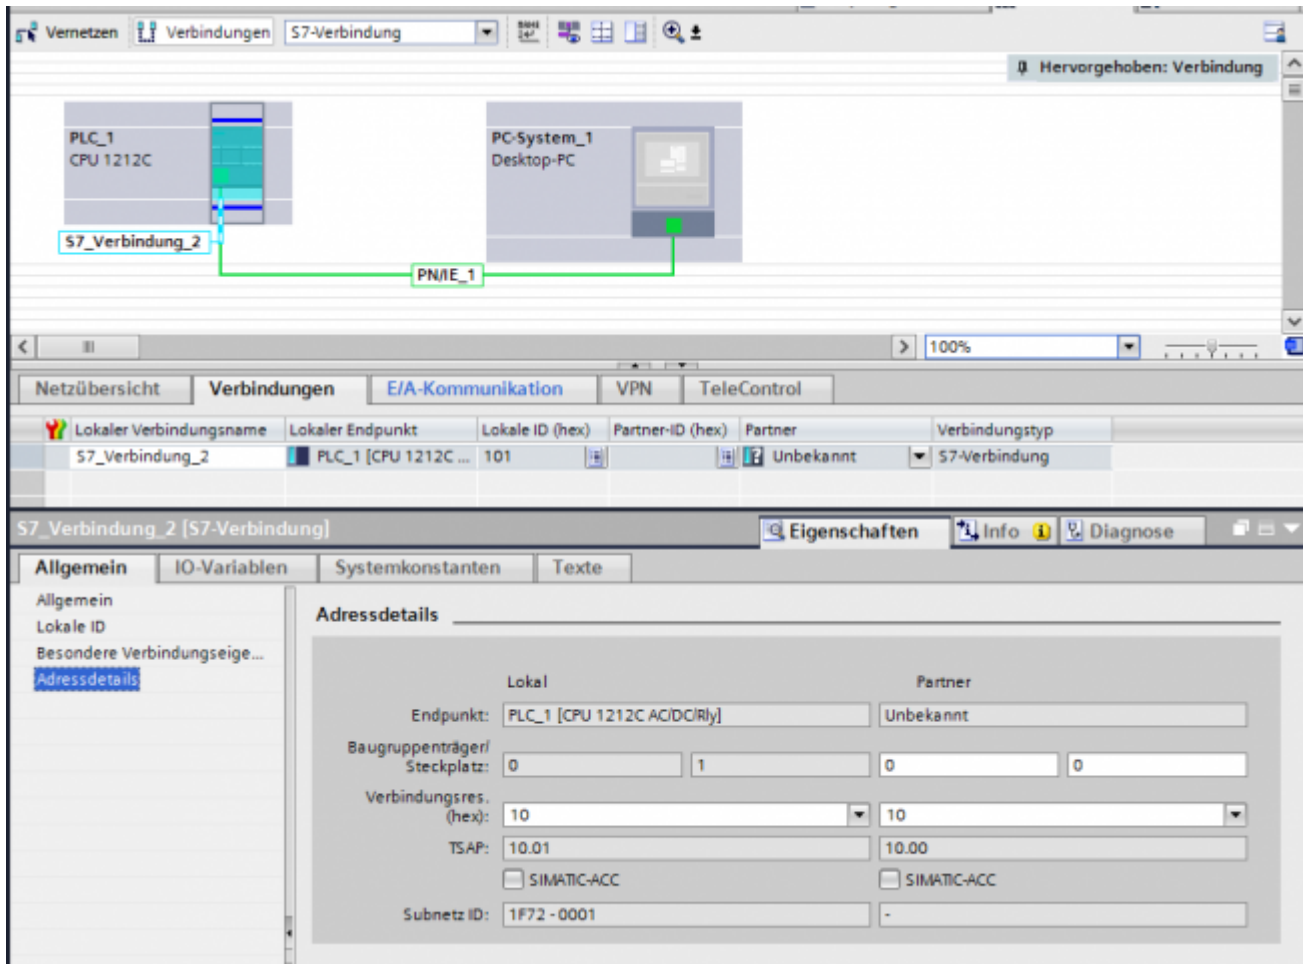 Vernetzen Verbindungen S7-Verbindung
Hervorgehoben: Verbindung
PLC_1
CPU 1212C
PC-System_1
Desktop-PC
S7_Verbindung_2
PN/IE_1
100%
Netzübersicht Verbindungen E/A-Kommunikation VPN TeleControl
Lokaler Verbindungsname Lokaler Endpunkt Lokale ID (hex) Partner-ID (hex) Partner Verbindungstyp
S7_Verbindung_2 PLC_1 [CPU 1212C ... 101 Unbekannt S7-Verbindung
S7_Verbindung_2 [S7-Verbindung] Eigenschaften Info Diagnose
Allgemein IO-Variablen Systemkonstanten Texte
Allgemein
Lokale ID
Besondere Verbindungseige...
Adressdetails
Adressdetails
Lokal Partner
Endpunkt: PLC_1 [CPU 1212C AC/DC/Rly] Unbekannt
Baugruppenträger/
Steckplatz: 0 1 0 0
Verbindungsres.
(hex): 10 10
TSAP: 10.01 10.00
SIMATIC-ACC SIMATIC-ACC
Subnetz ID: 1F72 - 0001 -